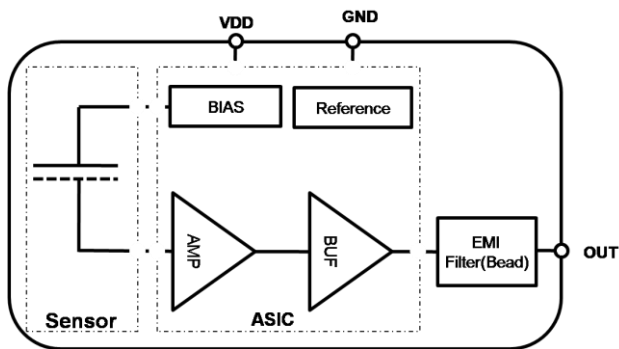 VDD
GND
BIAS
Reference
AMP
BUF
EMI
Filter(Bead)
OUT
Sensor
ASIC